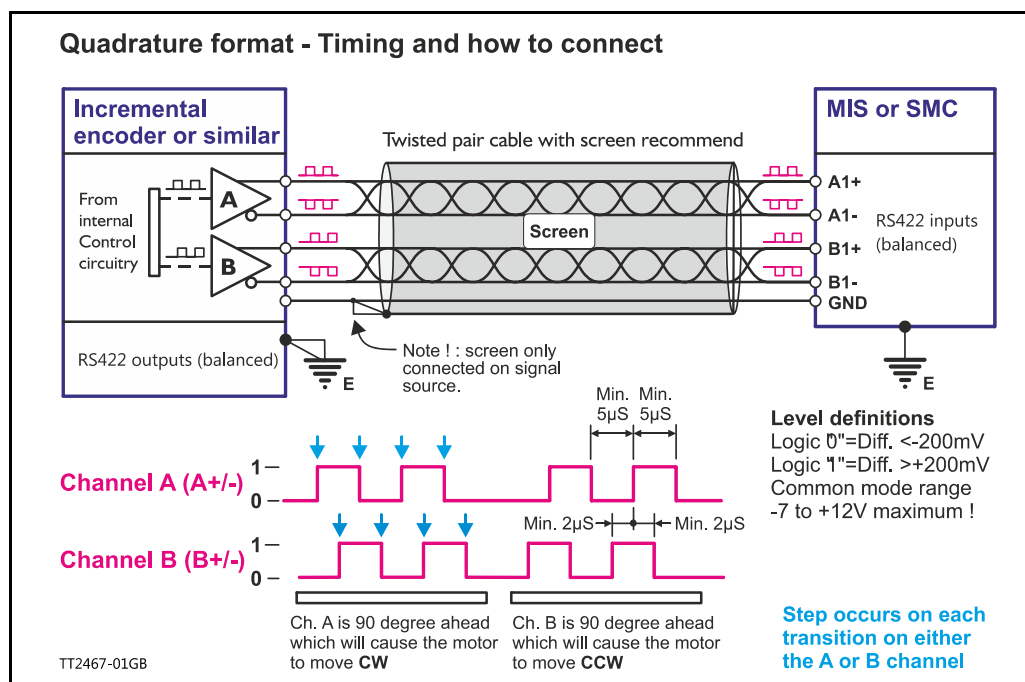 Quadrature format - Timing and how to connect
Incremental
encoder or similar
MIS or SMC
Twisted pair cable with screen recommend
From
internal
Control
circuitry
A
B
Screen
A1+
A1-
B1+
B1-
GND
RS422 inputs
(balanced)
RS422 outputs (balanced)
E
Note ! : screen only
connected on signal
source.
E
Min.
5µS
Min.
5µS
Level definitions
Logic "0"=Diff. <-200mV
Logic "1"=Diff. >+200mV
Common mode range
-7 to +12V maximum !
Channel A (A+/-)
1
0
Min. 2µS
Min. 2µS
Channel B (B+/-)
1
0
Ch. A is 90 degree ahead
which will cause the motor
to move CW
Ch. B is 90 degree ahead
which will cause the motor
to move CCW
Step occurs on each
transition on either
the A or B channel
TT2467-01GB